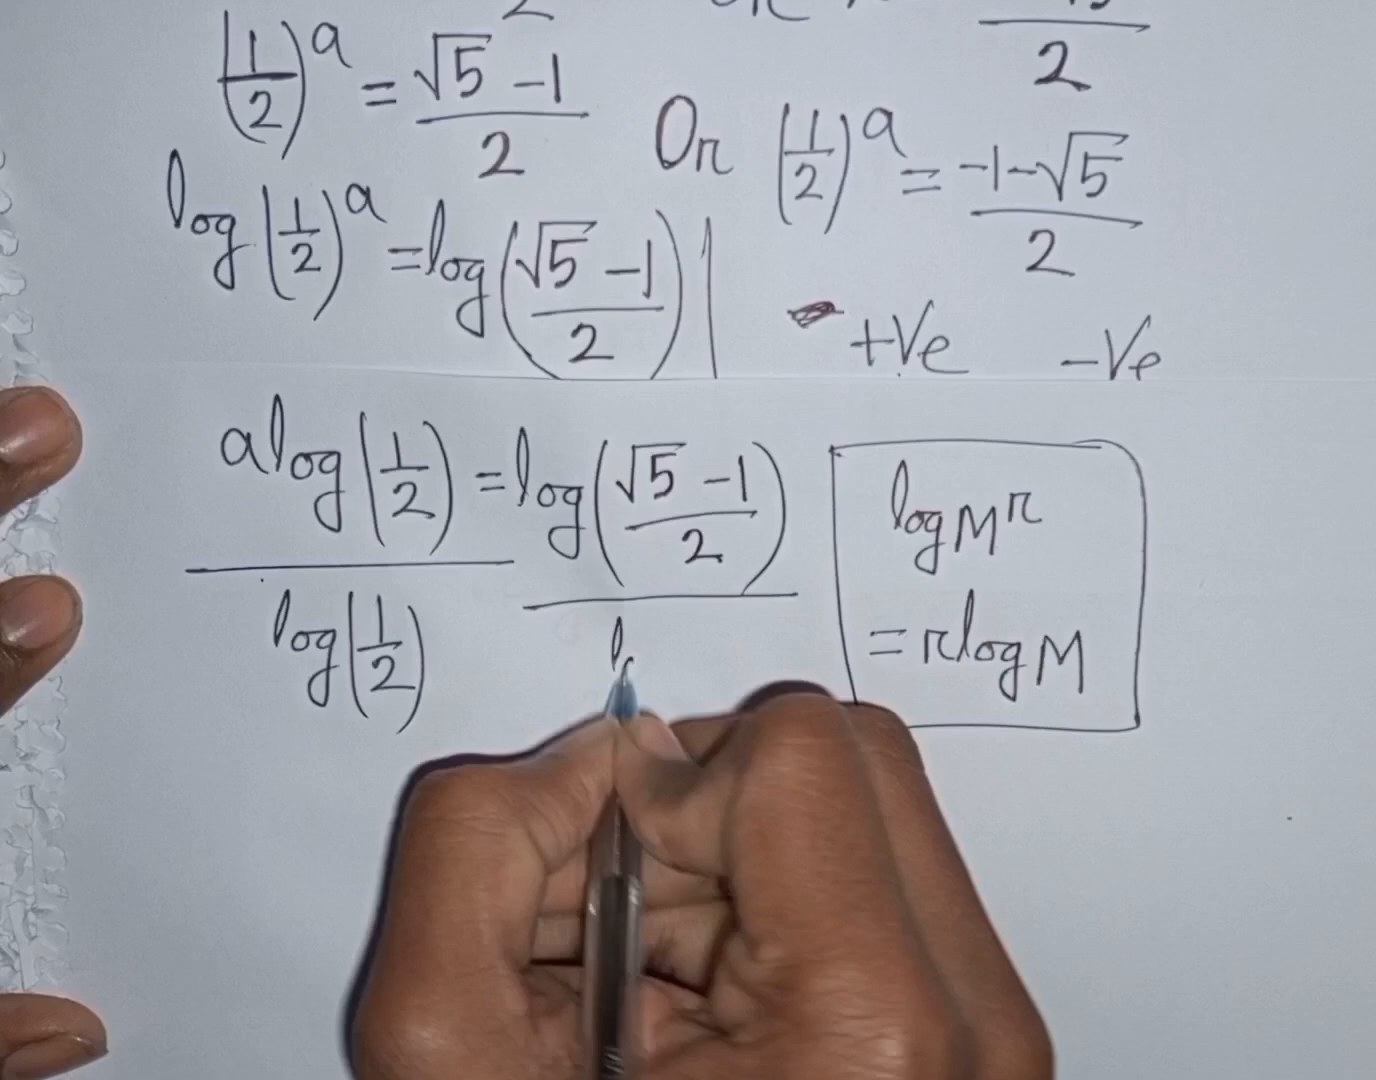 (1/2)^a = (√5 -1)/2 Or (1/2)^a = (-1-√5)/2
log(1/2)^a = log((√5 -1)/2) | +Ve -Ve
alog(1/2) = log((√5 -1)/2)
log(1/2)
log M^r
= r log M